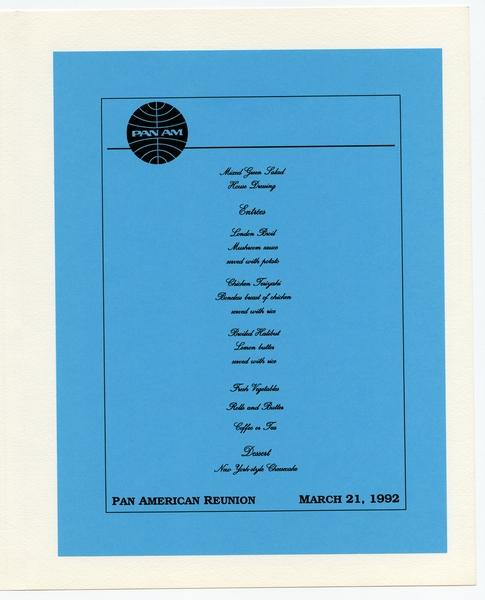 PAN AM
Mixed Green Salad
House Dressing
Entrées
London Broil
Mushroom sauce
served with potato
Chicken Teriyaki
Boneless breast of chicken
served with rice
Broiled Halibut
Lemon butter
served with rice
Fresh Vegetables
Rolls and Butter
Coffee or Tea
Dessert
New York-style Cheesecake
PAN AMERICAN REUNION MARCH 21, 1992